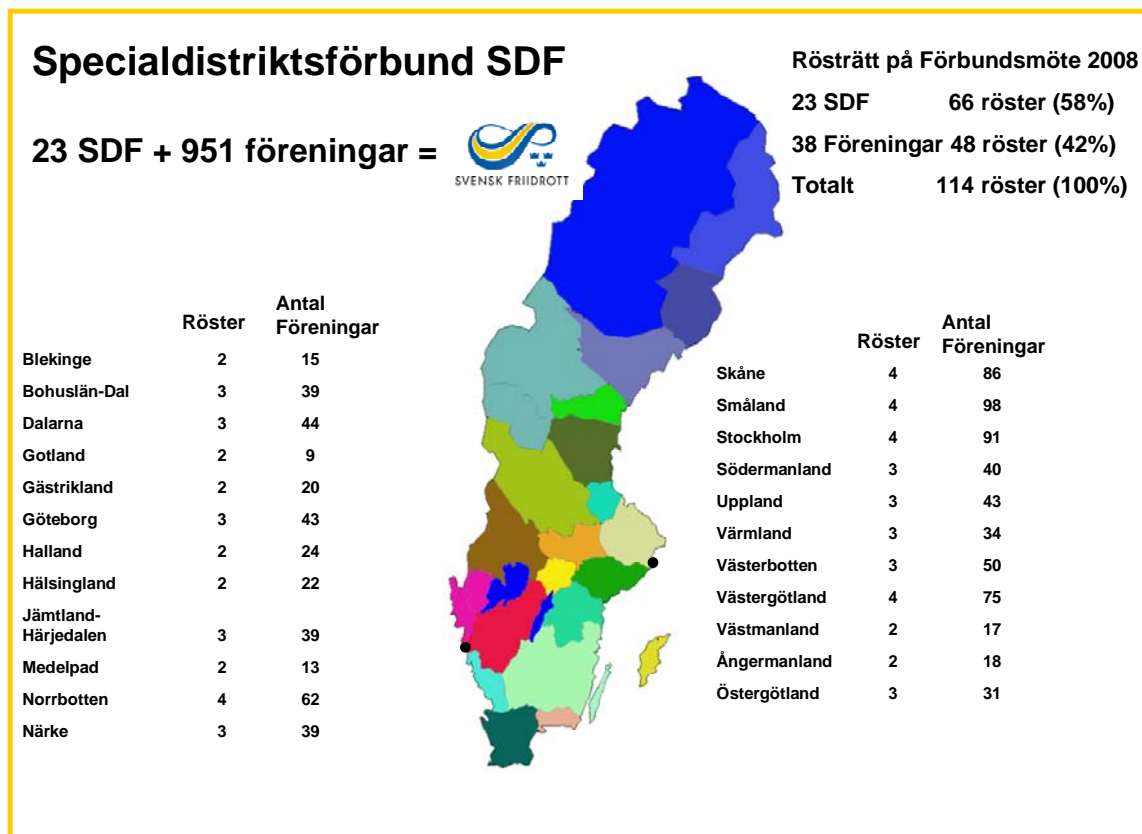 Specialdistriktsförbund SDF
23 SDF + 951 föreningar =
SVENSK FRIIDROTT
Rösträtt på Förbundsmöte 2008
23 SDF 66 röster (58%)
38 Föreningar 48 röster (42%)
Totalt 114 röster (100%)
Röster Antal Föreningar
Blekinge 2 15
Bohuslän-Dal 3 39
Dalarna 3 44
Gotland 2 9
Gästrikland 2 20
Göteborg 3 43
Halland 2 24
Hälsingland 2 22
Jämtland-
Härjedalen 3 39
Medelpad 2 13
Norrbotten 4 62
Närke 3 39
Röster Antal Föreningar
Skåne 4 86
Småland 4 98
Stockholm 4 91
Södermanland 3 40
Uppland 3 43
Värmland 3 34
Västerbotten 3 50
Västergötland 4 75
Västmanland 2 17
Ångermanland 2 18
Östergötland 3 31